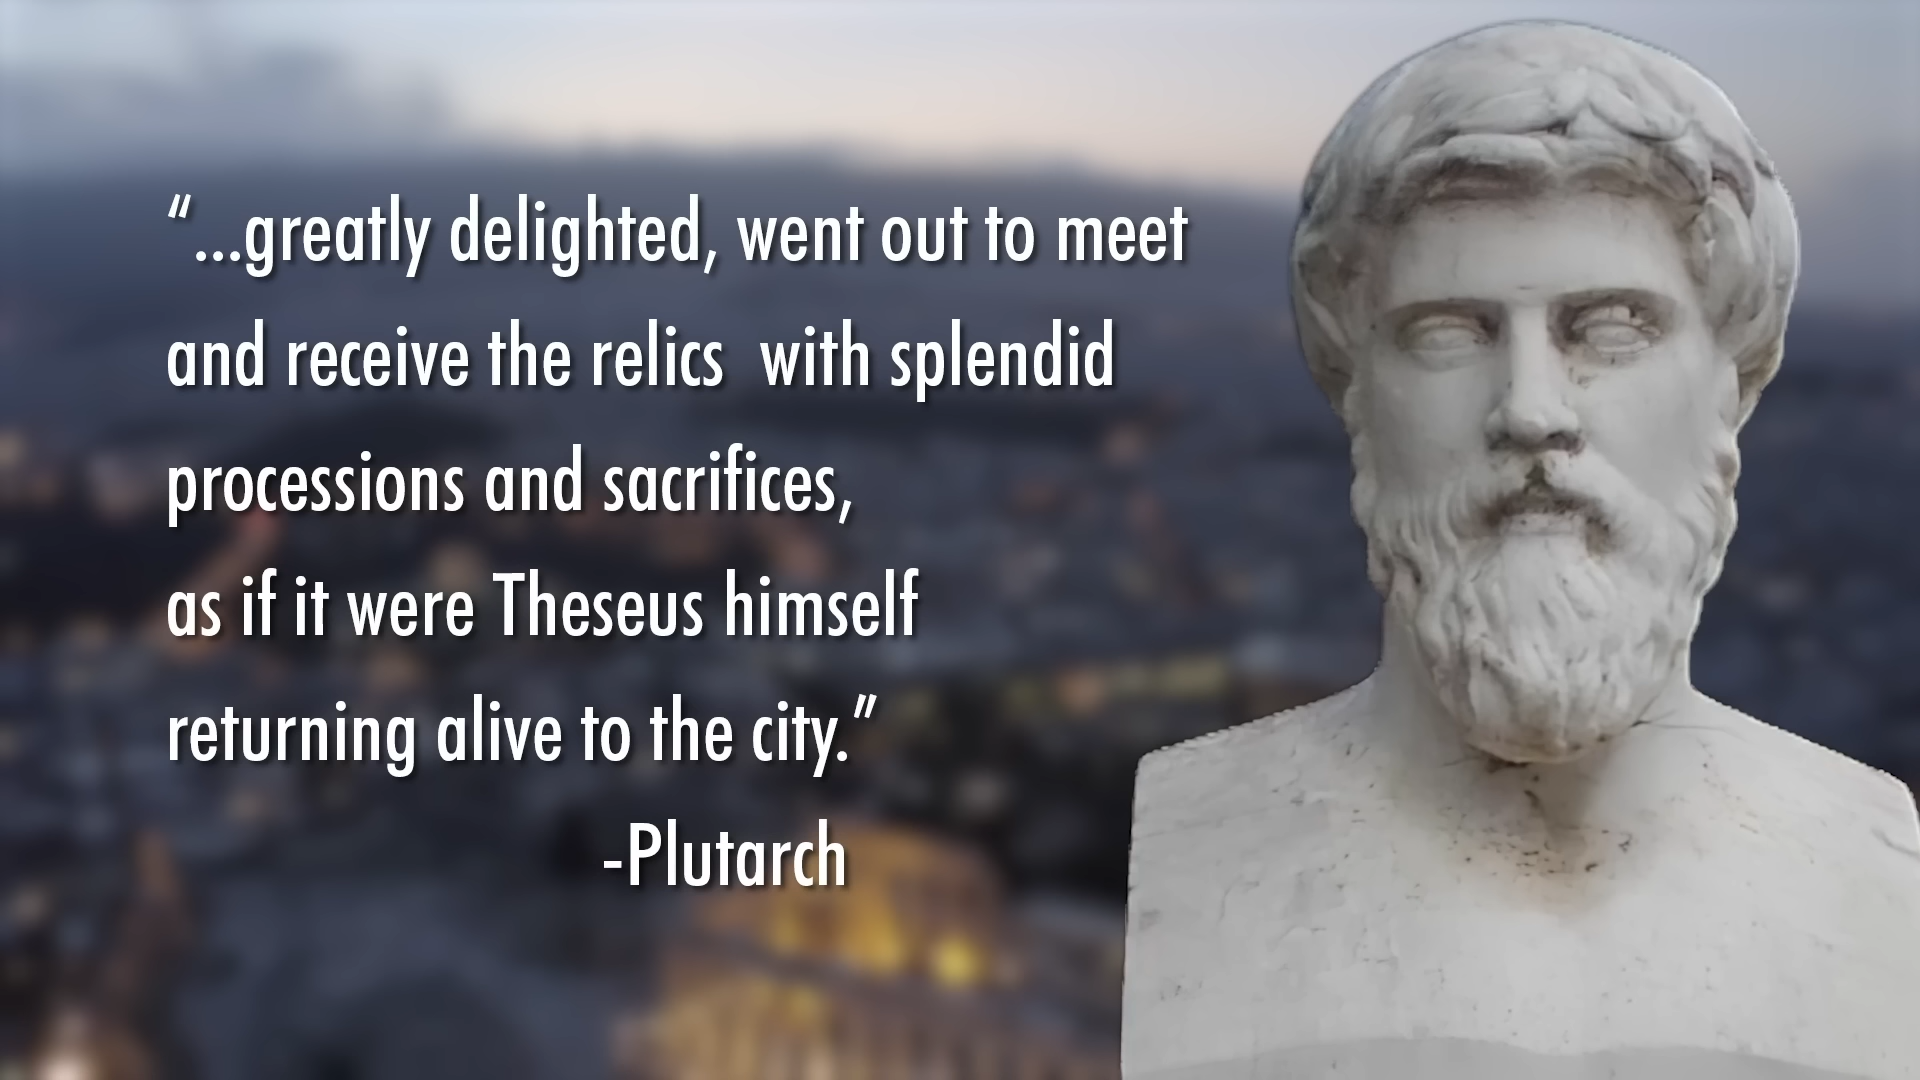 “...greatly delighted, went out to meet
and receive the relics  with splendid
processions and sacrifices,
as if it were Theseus himself
returning alive to the city.”
-Plutarch